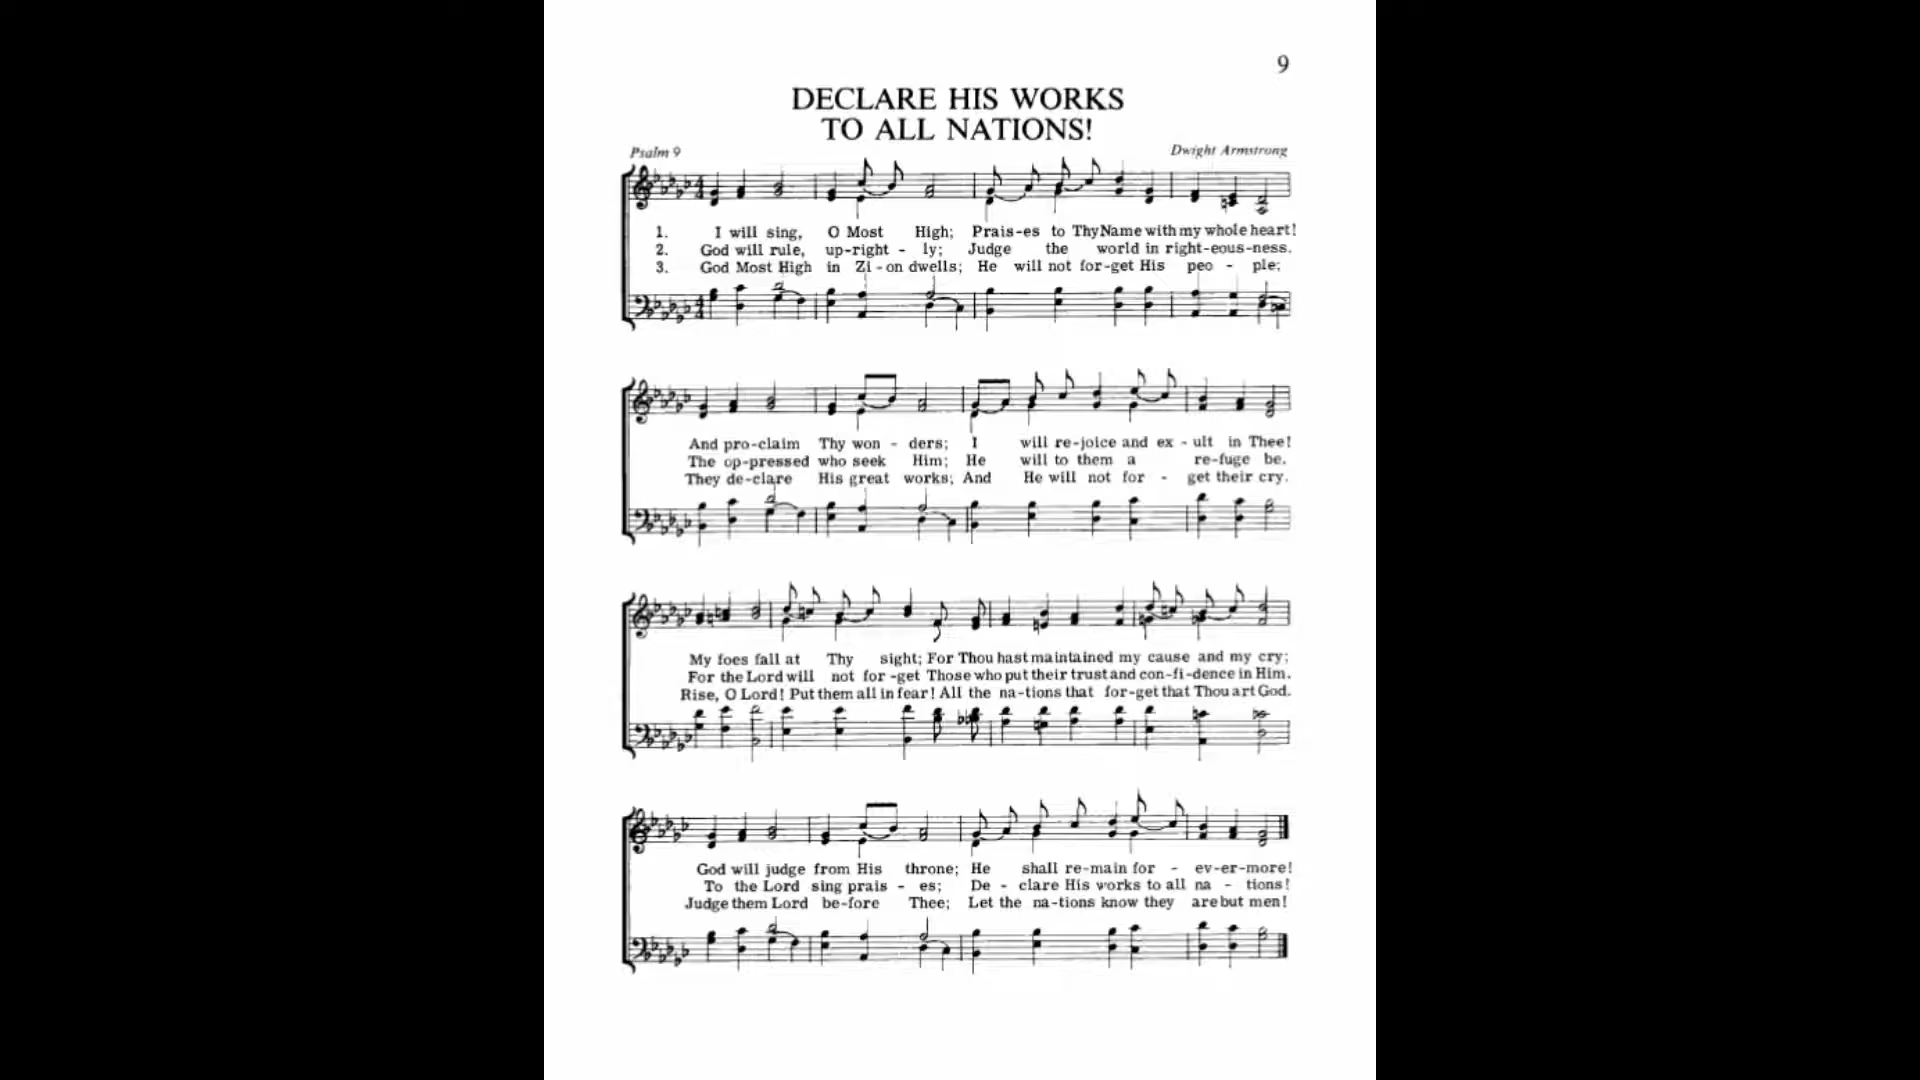 9
DECLARE HIS WORKS
TO ALL NATIONS!
Psalm 9 Dwight Armstrong
1. I will sing, O Most High; Prais-es to Thy Name with my whole heart!
2. God will rule, up-right - ly; Judge the world in right-eous-ness.
3. God Most High in Zi - on dwells; He will not for-get His peo - ple;
And pro-claim Thy won - ders; I will re-joice and ex - ult in Thee!
The op-pressed who seek Him; He will to them a re-fuge be.
They de-clare His great works; And He will not for - get their cry.
My foes fall at Thy sight; For Thou hast maintained my cause and my cry;
For the Lord will not for -get Those who put their trust and con-fi-dence in Him.
Rise, O Lord! Put them all in fear! All the na-tions that for-get that Thou art God.
God will judge from His throne; He shall re-main for - ev-er-more!
To the Lord sing prais - es; De - clare His works to all na - tions!
Judge them Lord be-fore Thee; Let the na-tions know they are but men!